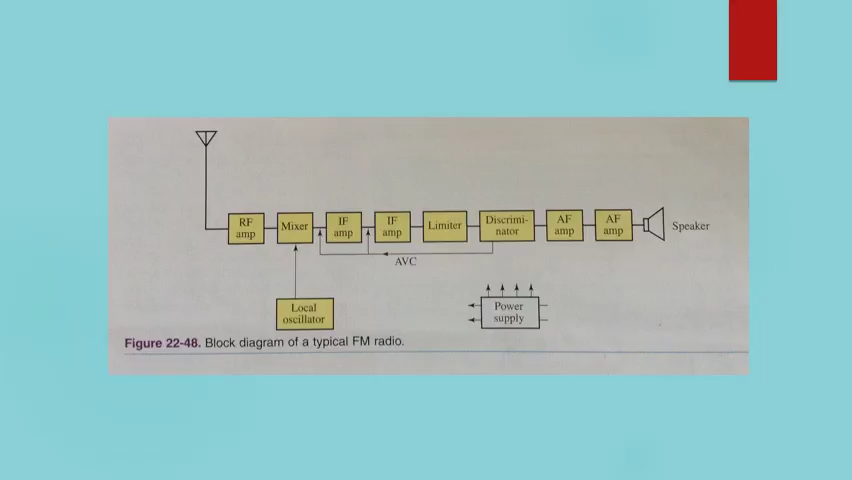 RF
amp
Mixer
IF
amp
IF
amp
Limiter
Discrimi-
nator
AF
amp
AF
amp
Speaker
AVC
Local
oscillator
Power
supply
Figure 22-48. Block diagram of a typical FM radio.